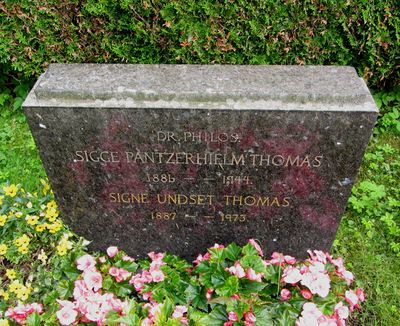 DR. PHILOS.
SIGGE PANTZERHIELM THOMAS
1886 — — 1944
SIGNE UNDSET THOMAS
1887 — — 1973